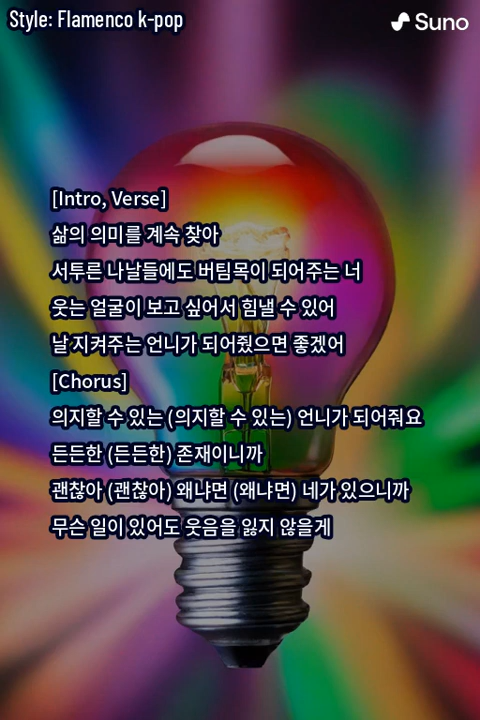 Style: Flamenco k-pop
Suno
[Intro, Verse]
삶의 의미를 계속 찾아
서투른 나날들에도 버팀목이 되어주는 너
웃는 얼굴이 보고 싶어서 힘낼 수 있어
날 지켜주는 언니가 되어줬으면 좋겠어
[Chorus]
의지할 수 있는 (의지할 수 있는) 언니가 되어줘요
든든한 (든든한) 존재이니까
괜찮아 (괜찮아) 왜냐면 (왜냐면) 네가 있으니까
무슨 일이 있어도 웃음을 잃지 않을게